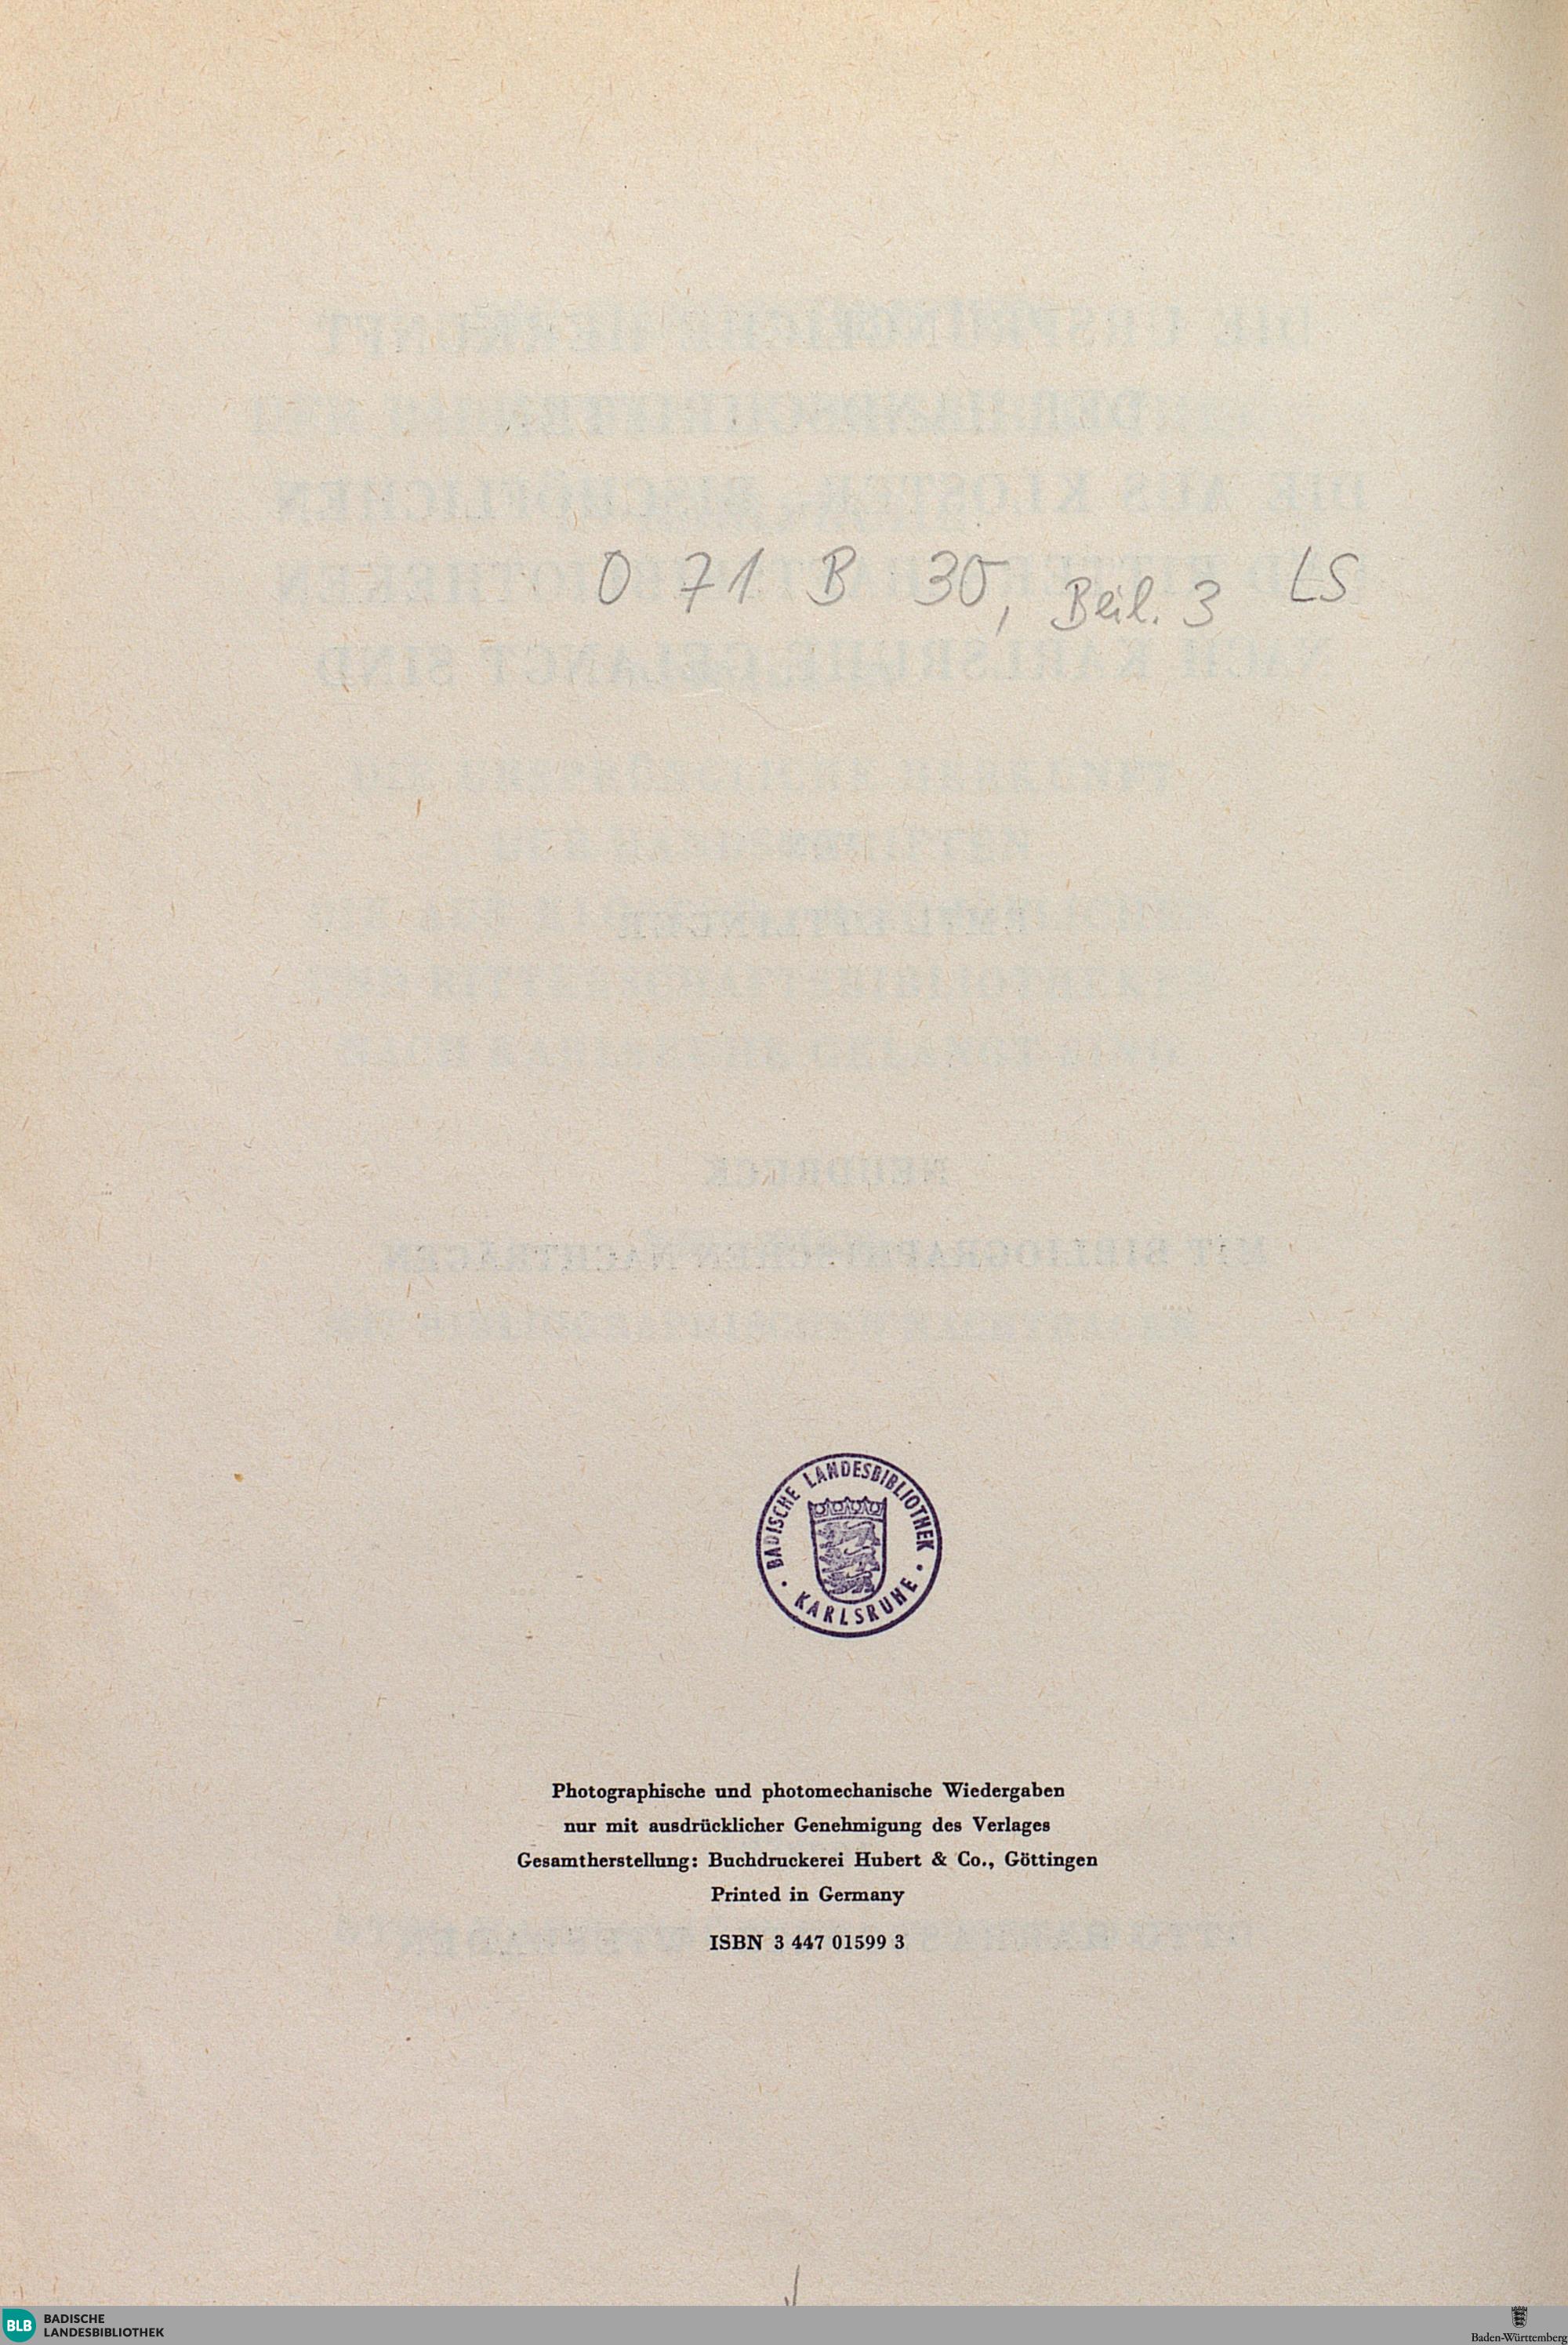 O 71 B 30, Beil. 3 LS
BADISCHE LANDESBIBLIOTHEK
• KARLSRUHE •
Photographische und photomechanische Wiedergaben
nur mit ausdrücklicher Genehmigung des Verlages
Gesamtherstellung: Buchdruckerei Hubert & Co., Göttingen
Printed in Germany
ISBN 3 447 01599 3
BLB
BADISCHE
LANDESBIBLIOTHEK
Baden-Württemberg